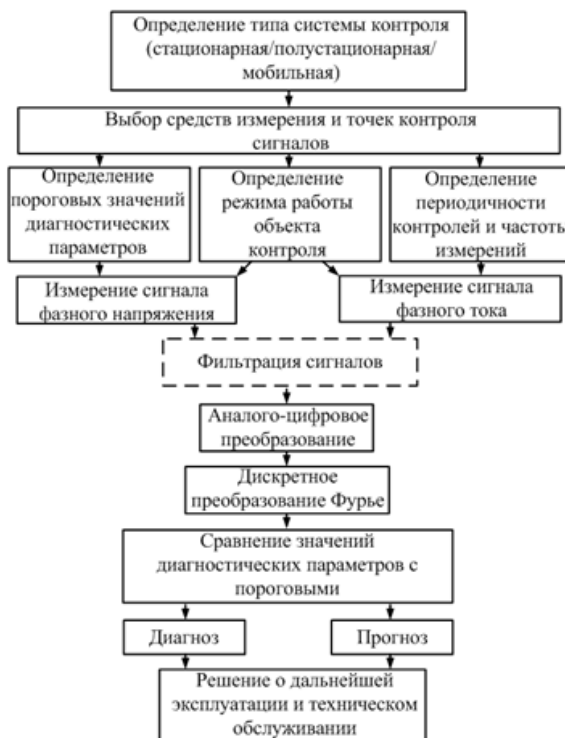 Определение типа системы контроля
(стационарная/полустационарная/
мобильная)
Выбор средств измерения и точек контроля
сигналов
Определение
пороговых значений
диагностических
параметров
Определение
режима работы
объекта
контроля
Определение
периодичности
контролей и частоты
измерений
Измерение сигнала
фазного напряжения
Измерение сигнала
фазного тока
Фильтрация сигналов
Аналого-цифровое
преобразование
Дискретное
преобразование Фурье
Сравнение значений
диагностических параметров с
пороговыми
Диагноз
Прогноз
Решение о дальнейшей
эксплуатации и техническом
обслуживании